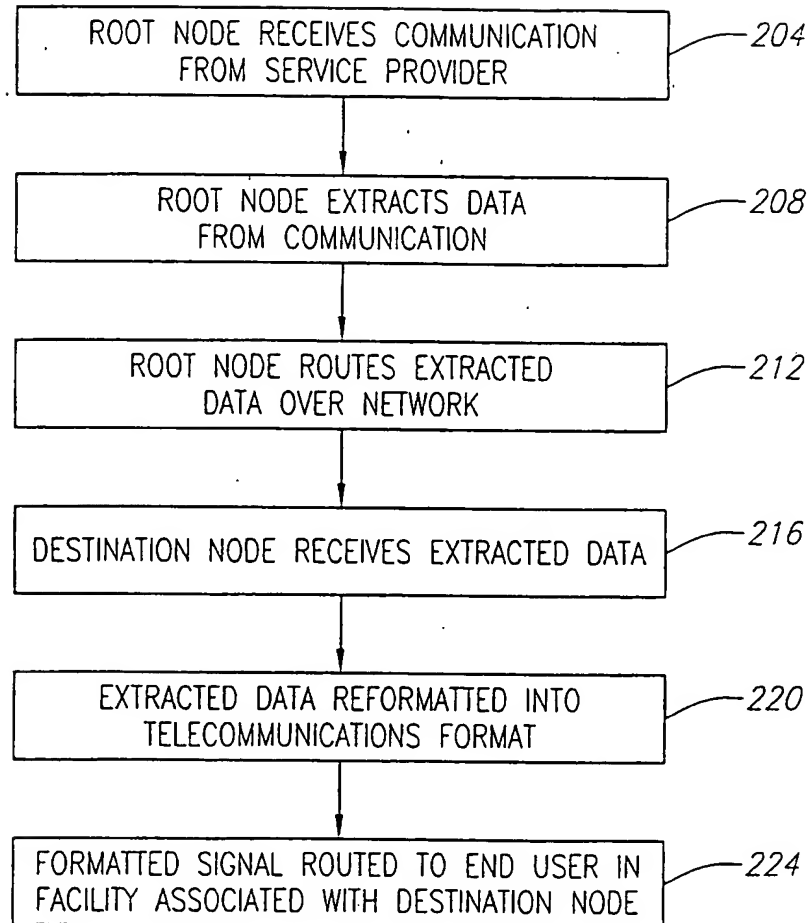 ROOT NODE RECEIVES COMMUNICATION
FROM SERVICE PROVIDER
204
ROOT NODE EXTRACTS DATA
FROM COMMUNICATION
208
ROOT NODE ROUTES EXTRACTED
DATA OVER NETWORK
212
DESTINATION NODE RECEIVES EXTRACTED DATA
216
EXTRACTED DATA REFORMATTED INTO
TELECOMMUNICATIONS FORMAT
220
FORMATTED SIGNAL ROUTED TO END USER IN
FACILITY ASSOCIATED WITH DESTINATION NODE
224